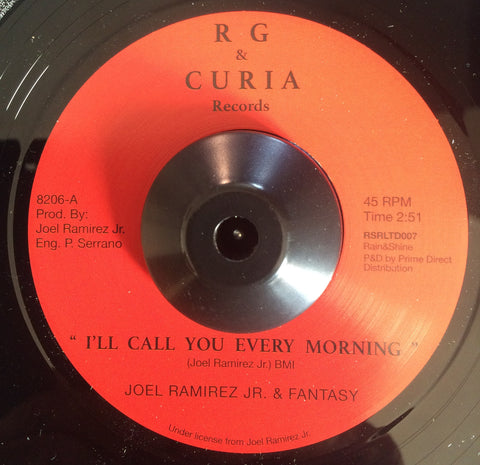 R G
&
CURIA
Records
8206-A
Prod. By:
Joel Ramirez Jr.
Eng. P. Serrano
45 RPM
Time 2:51
RSRLTD007
Rain&Shine
P&D by Prime Direct
Distribution
" I'LL CALL YOU EVERY MORNING "
(Joel Ramirez Jr.) BMI
JOEL RAMIREZ JR. & FANTASY
Under license from Joel Ramirez Jr.